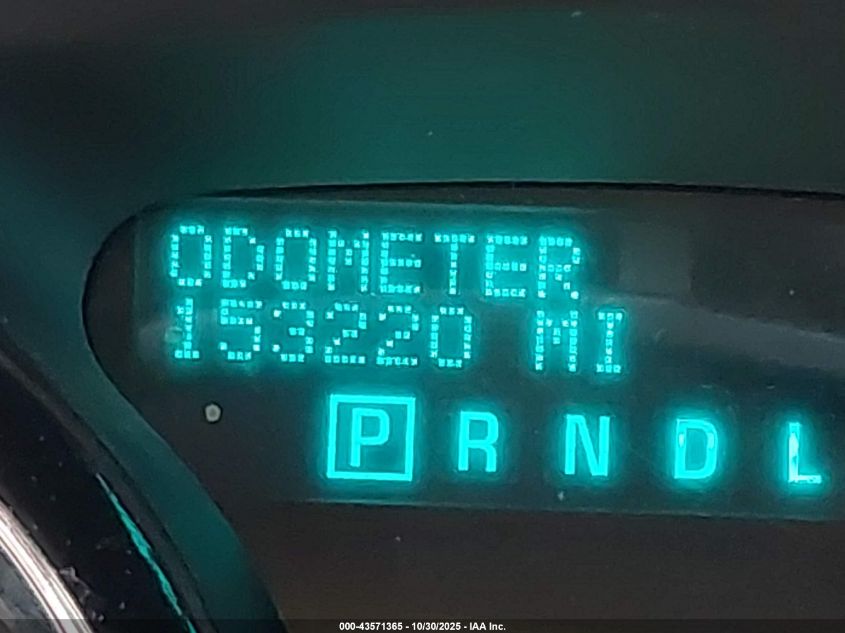 ODOMETER
153220 MI
P R N D L
000-43571365 - 10/30/2025 - IAA Inc.